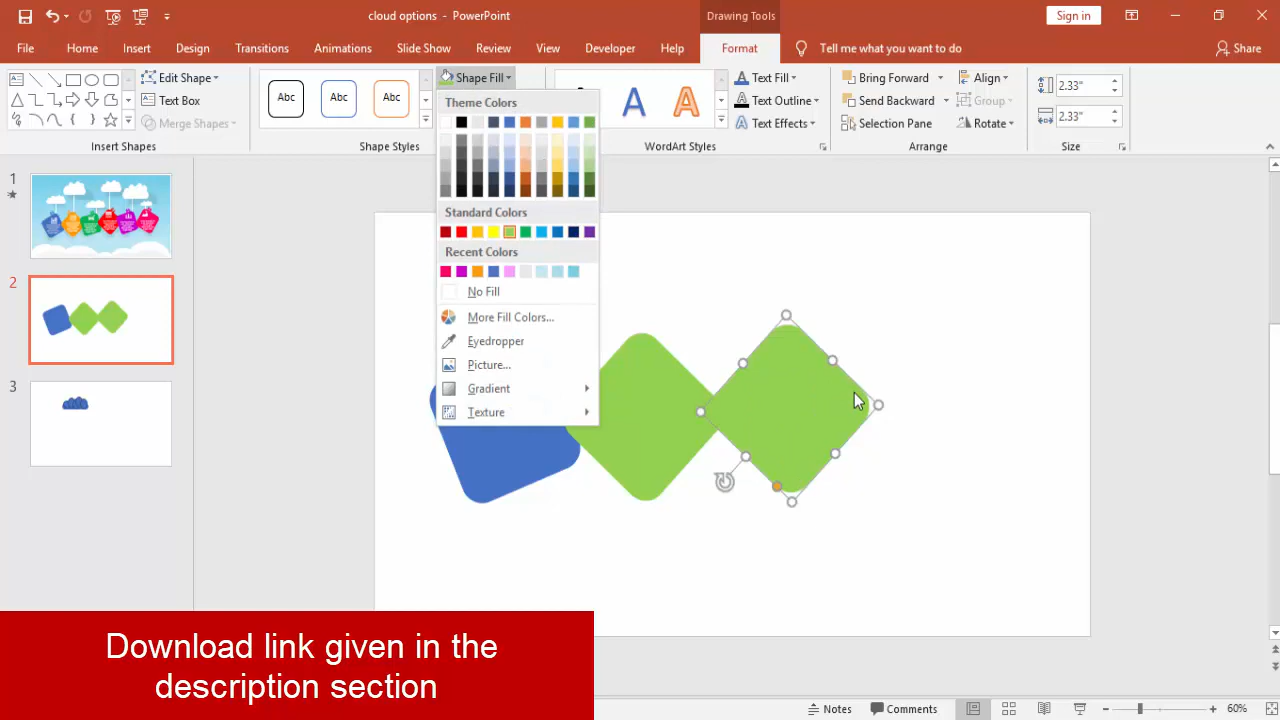 cloud options - PowerPoint
Drawing Tools
Sign in
File Home Insert Design Transitions Animations Slide Show Review View Developer Help Format Tell me what you want to do Share
Edit Shape
Text Box
Merge Shapes
Insert Shapes
Abc Abc Abc
Shape Styles
Shape Fill
Theme Colors
Standard Colors
Recent Colors
No Fill
More Fill Colors...
Eyedropper
Picture...
Gradient
Texture
A A
Text Fill
Text Outline
Text Effects
WordArt Styles
Bring Forward
Send Backward
Selection Pane
Align
Group
Rotate
Arrange
2.33"
2.33"
Size
1
2
3
Download link given in the
description section
Notes Comments 60%